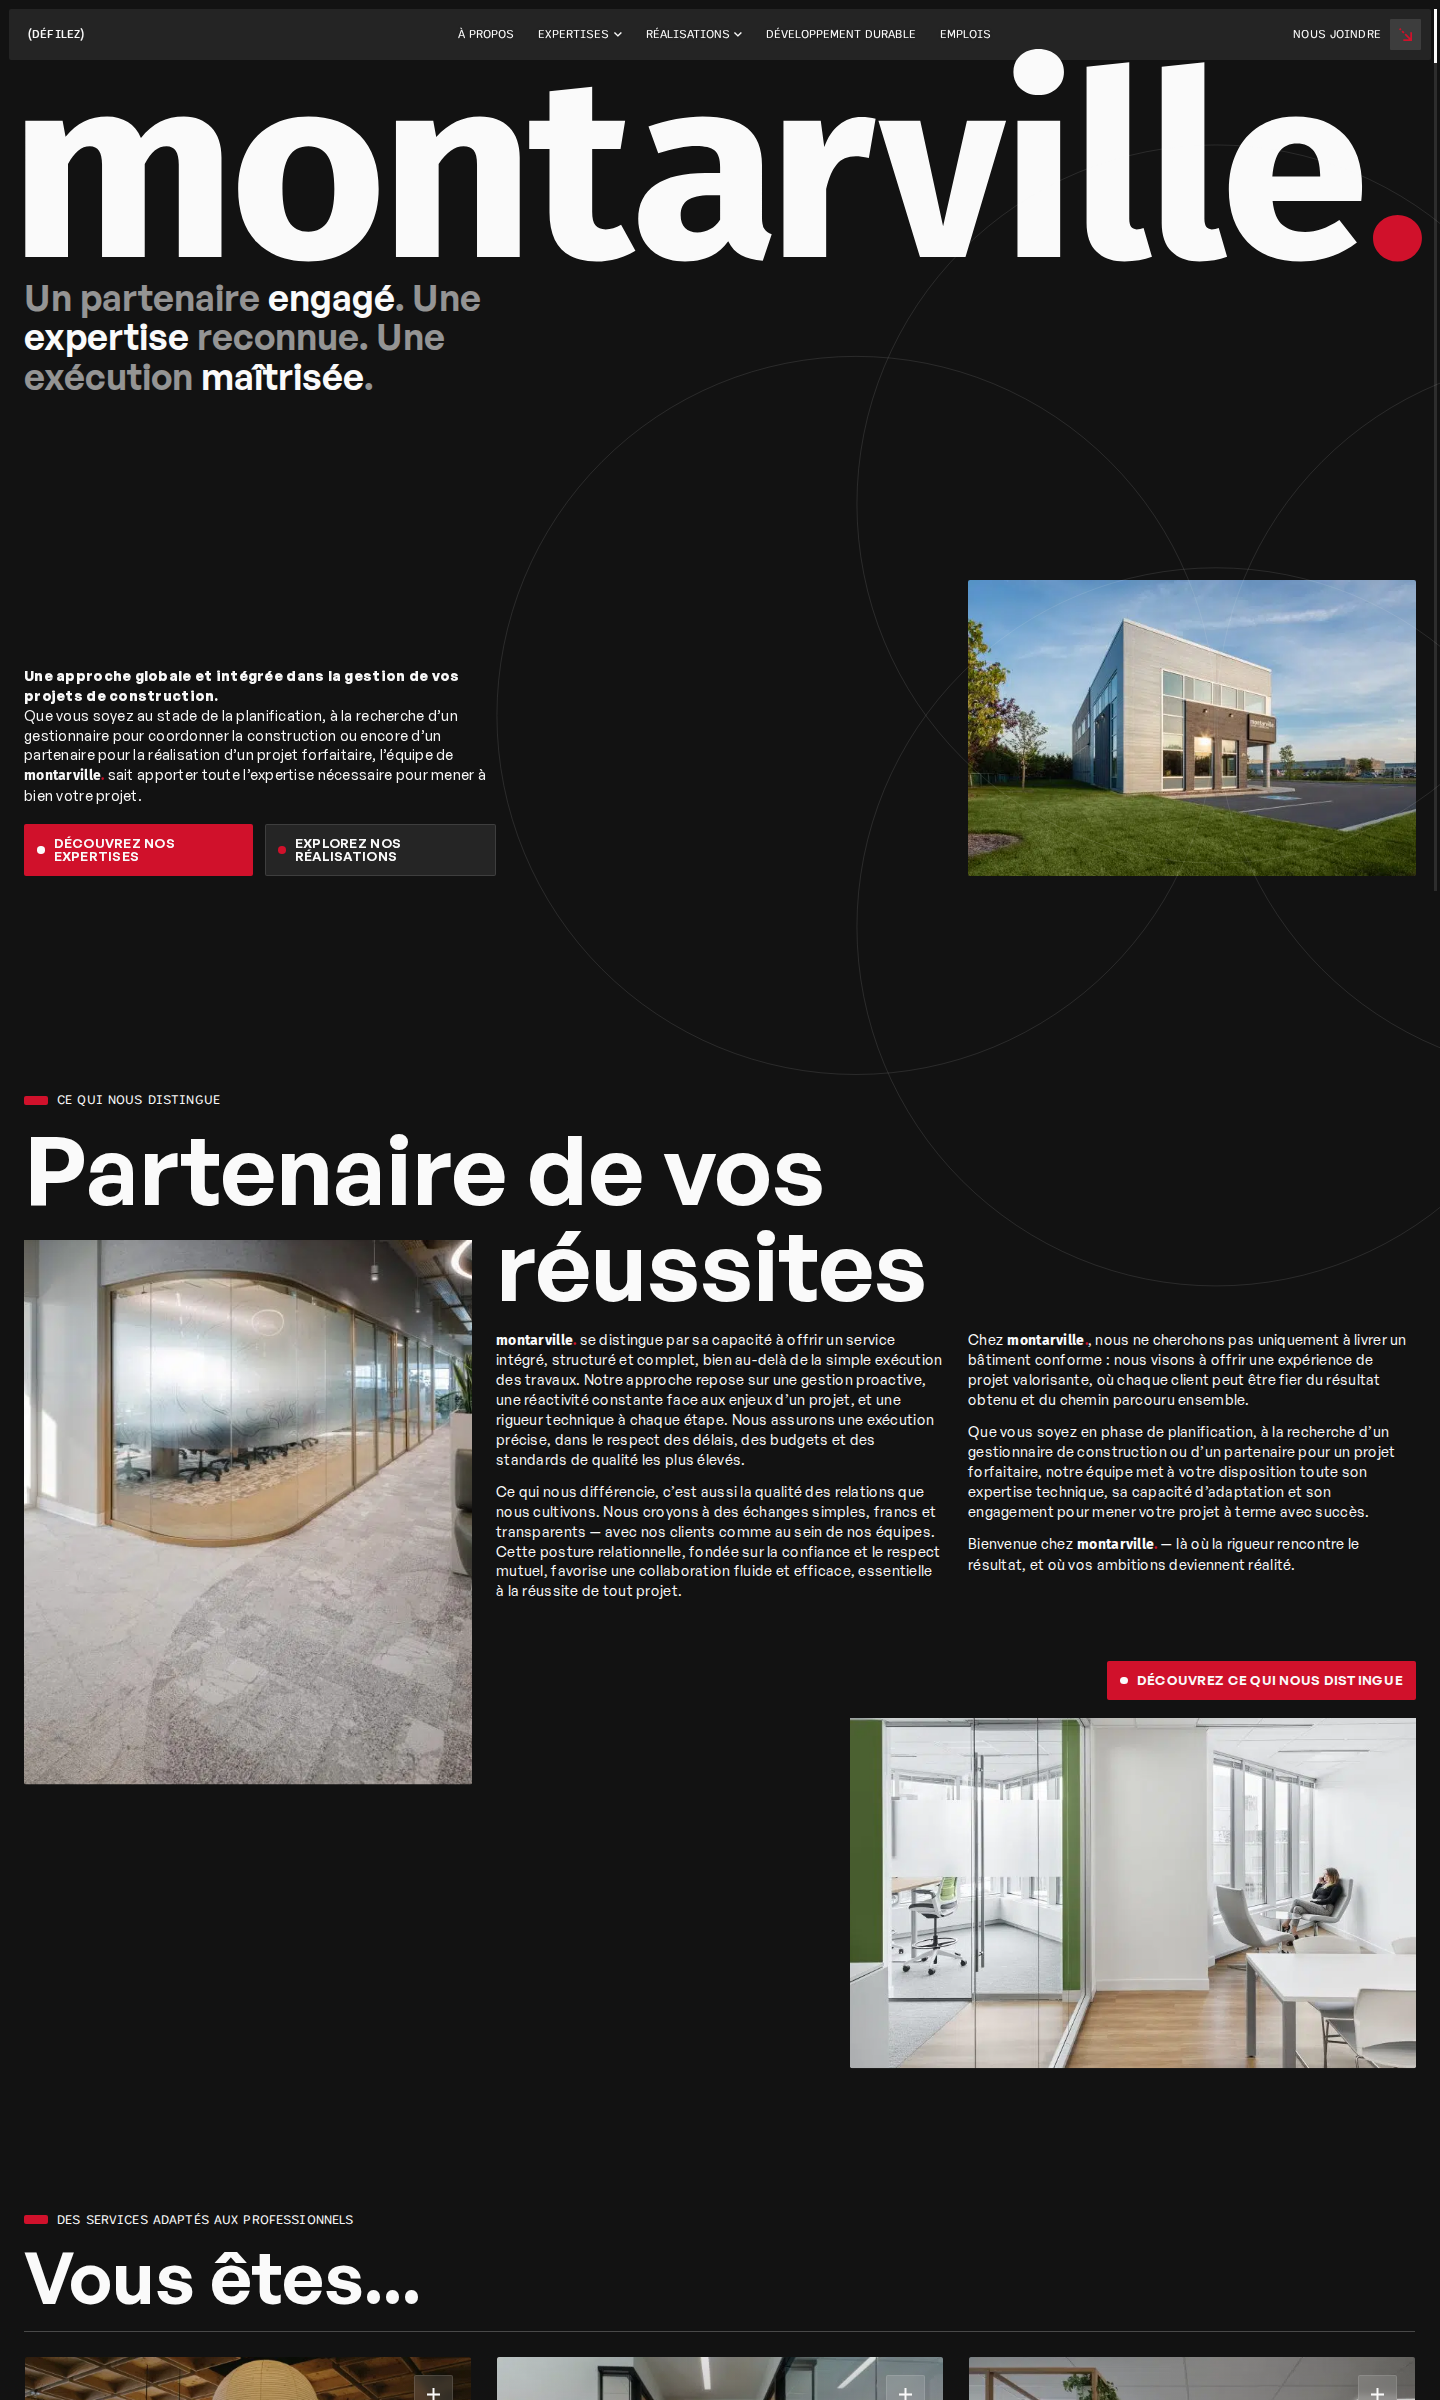 (DÉFILEZ)
À PROPOS
EXPERTISES
RÉALISATIONS
DÉVELOPPEMENT DURABLE
EMPLOIS
NOUS JOINDRE
montarville.
Un partenaire engagé. Une
expertise reconnue. Une
exécution maîtrisée.
Une approche globale et intégrée dans la gestion de vos
projets de construction.
Que vous soyez au stade de la planification, à la recherche d’un
gestionnaire pour coordonner la construction ou encore d’un
partenaire pour la réalisation d’un projet forfaitaire, l’équipe de
montarville. sait apporter toute l’expertise nécessaire pour mener à
bien votre projet.
DÉCOUVREZ NOS
EXPERTISES
EXPLOREZ NOS
RÉALISATIONS
montarville
CE QUI NOUS DISTINGUE
Partenaire de vos
réussites
montarville. se distingue par sa capacité à offrir un service
intégré, structuré et complet, bien au-delà de la simple exécution
des travaux. Notre approche repose sur une gestion proactive,
une réactivité constante face aux enjeux d’un projet, et une
rigueur technique à chaque étape. Nous assurons une exécution
précise, dans le respect des délais, des budgets et des
standards de qualité les plus élevés.
Ce qui nous différencie, c’est aussi la qualité des relations que
nous cultivons. Nous croyons à des échanges simples, francs et
transparents — avec nos clients comme au sein de nos équipes.
Cette posture relationnelle, fondée sur la confiance et le respect
mutuel, favorise une collaboration fluide et efficace, essentielle
à la réussite de tout projet.
Chez montarville., nous ne cherchons pas uniquement à livrer un
bâtiment conforme : nous visons à offrir une expérience de
projet valorisante, où chaque client peut être fier du résultat
obtenu et du chemin parcouru ensemble.
Que vous soyez en phase de planification, à la recherche d’un
gestionnaire de construction ou d’un partenaire pour un projet
forfaitaire, notre équipe met à votre disposition toute son
expertise technique, sa capacité d’adaptation et son
engagement pour mener votre projet à terme avec succès.
Bienvenue chez montarville. — là où la rigueur rencontre le
résultat, et où vos ambitions deviennent réalité.
DÉCOUVREZ CE QUI NOUS DISTINGUE
DES SERVICES ADAPTÉS AUX PROFESSIONNELS
Vous êtes...